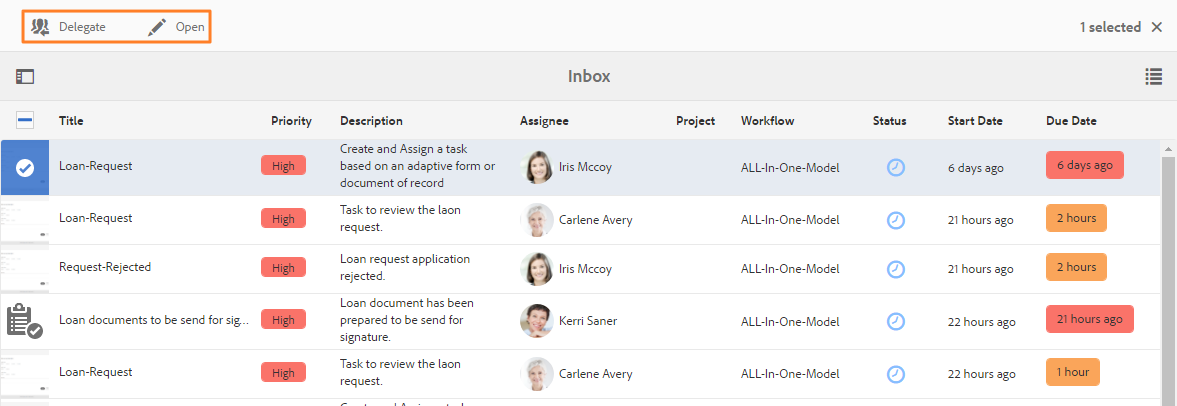 Delegate Open 1 selected
Inbox
Title Priority Description Assignee Project Workflow Status Start Date Due Date
Create and Assign a task
Loan-Request High based on an adaptive form or Iris Mccoy ALL-In-One-Model 6 days ago 6 days ago
document of record
Task to review the laon
Loan-Request High request. Carlene Avery ALL-In-One-Model 21 hours ago 2 hours
Loan request application
Request-Rejected High rejected. Iris Mccoy ALL-In-One-Model 21 hours ago 2 hours
Loan document has been
Loan documents to be send for sig... High prepared to be send for Kerri Saner ALL-In-One-Model 22 hours ago 21 hours ago
signature.
Task to review the laon
Loan-Request High request. Carlene Avery ALL-In-One-Model 22 hours ago 1 hour